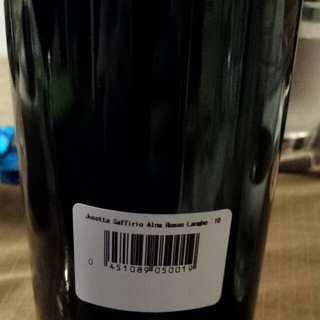 Josetta Saffirio Alna Rosso Langhe '10
0 451089 050019